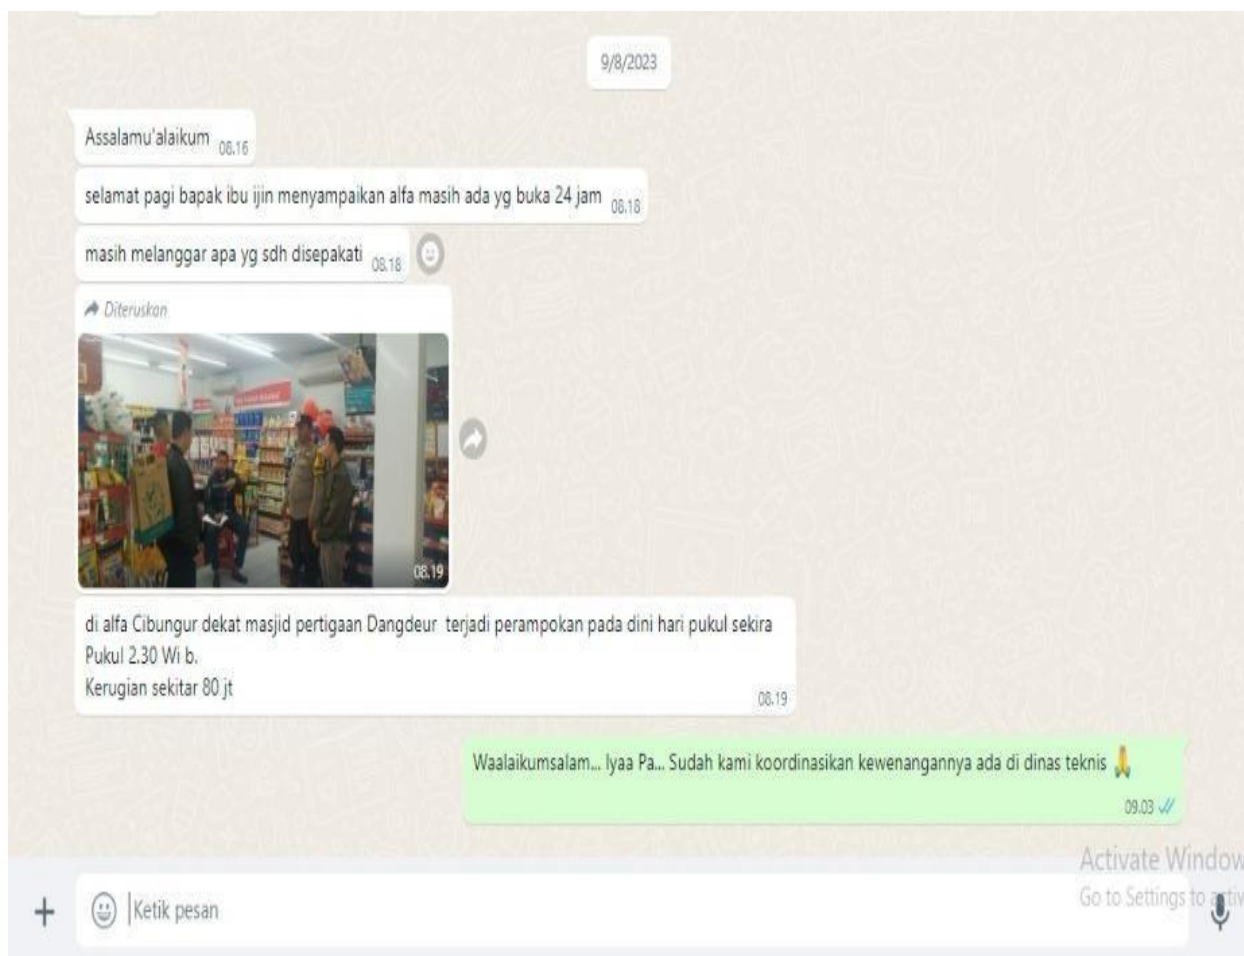 9/8/2023
Assalamu'alaikum 08.16
selamat pagi bapak ibu ijin menyampaikan alfa masih ada yg buka 24 jam 08.18
masih melanggar apa yg sdh disepakati 08.18
Diteruskan
08.19
di alfa Cibungur dekat masjid pertigaan Dangdeur terjadi perampokan pada dini hari pukul sekira
Pukul 2.30 Wi b.
Kerugian sekitar 80 jt
08.19
Waalaikumsalam... Iyaa Pa... Sudah kami koordinasikan kewenangannya ada di dinas teknis 🙏
09.03
Activate Window
Go to Settings to activ
Ketik pesan